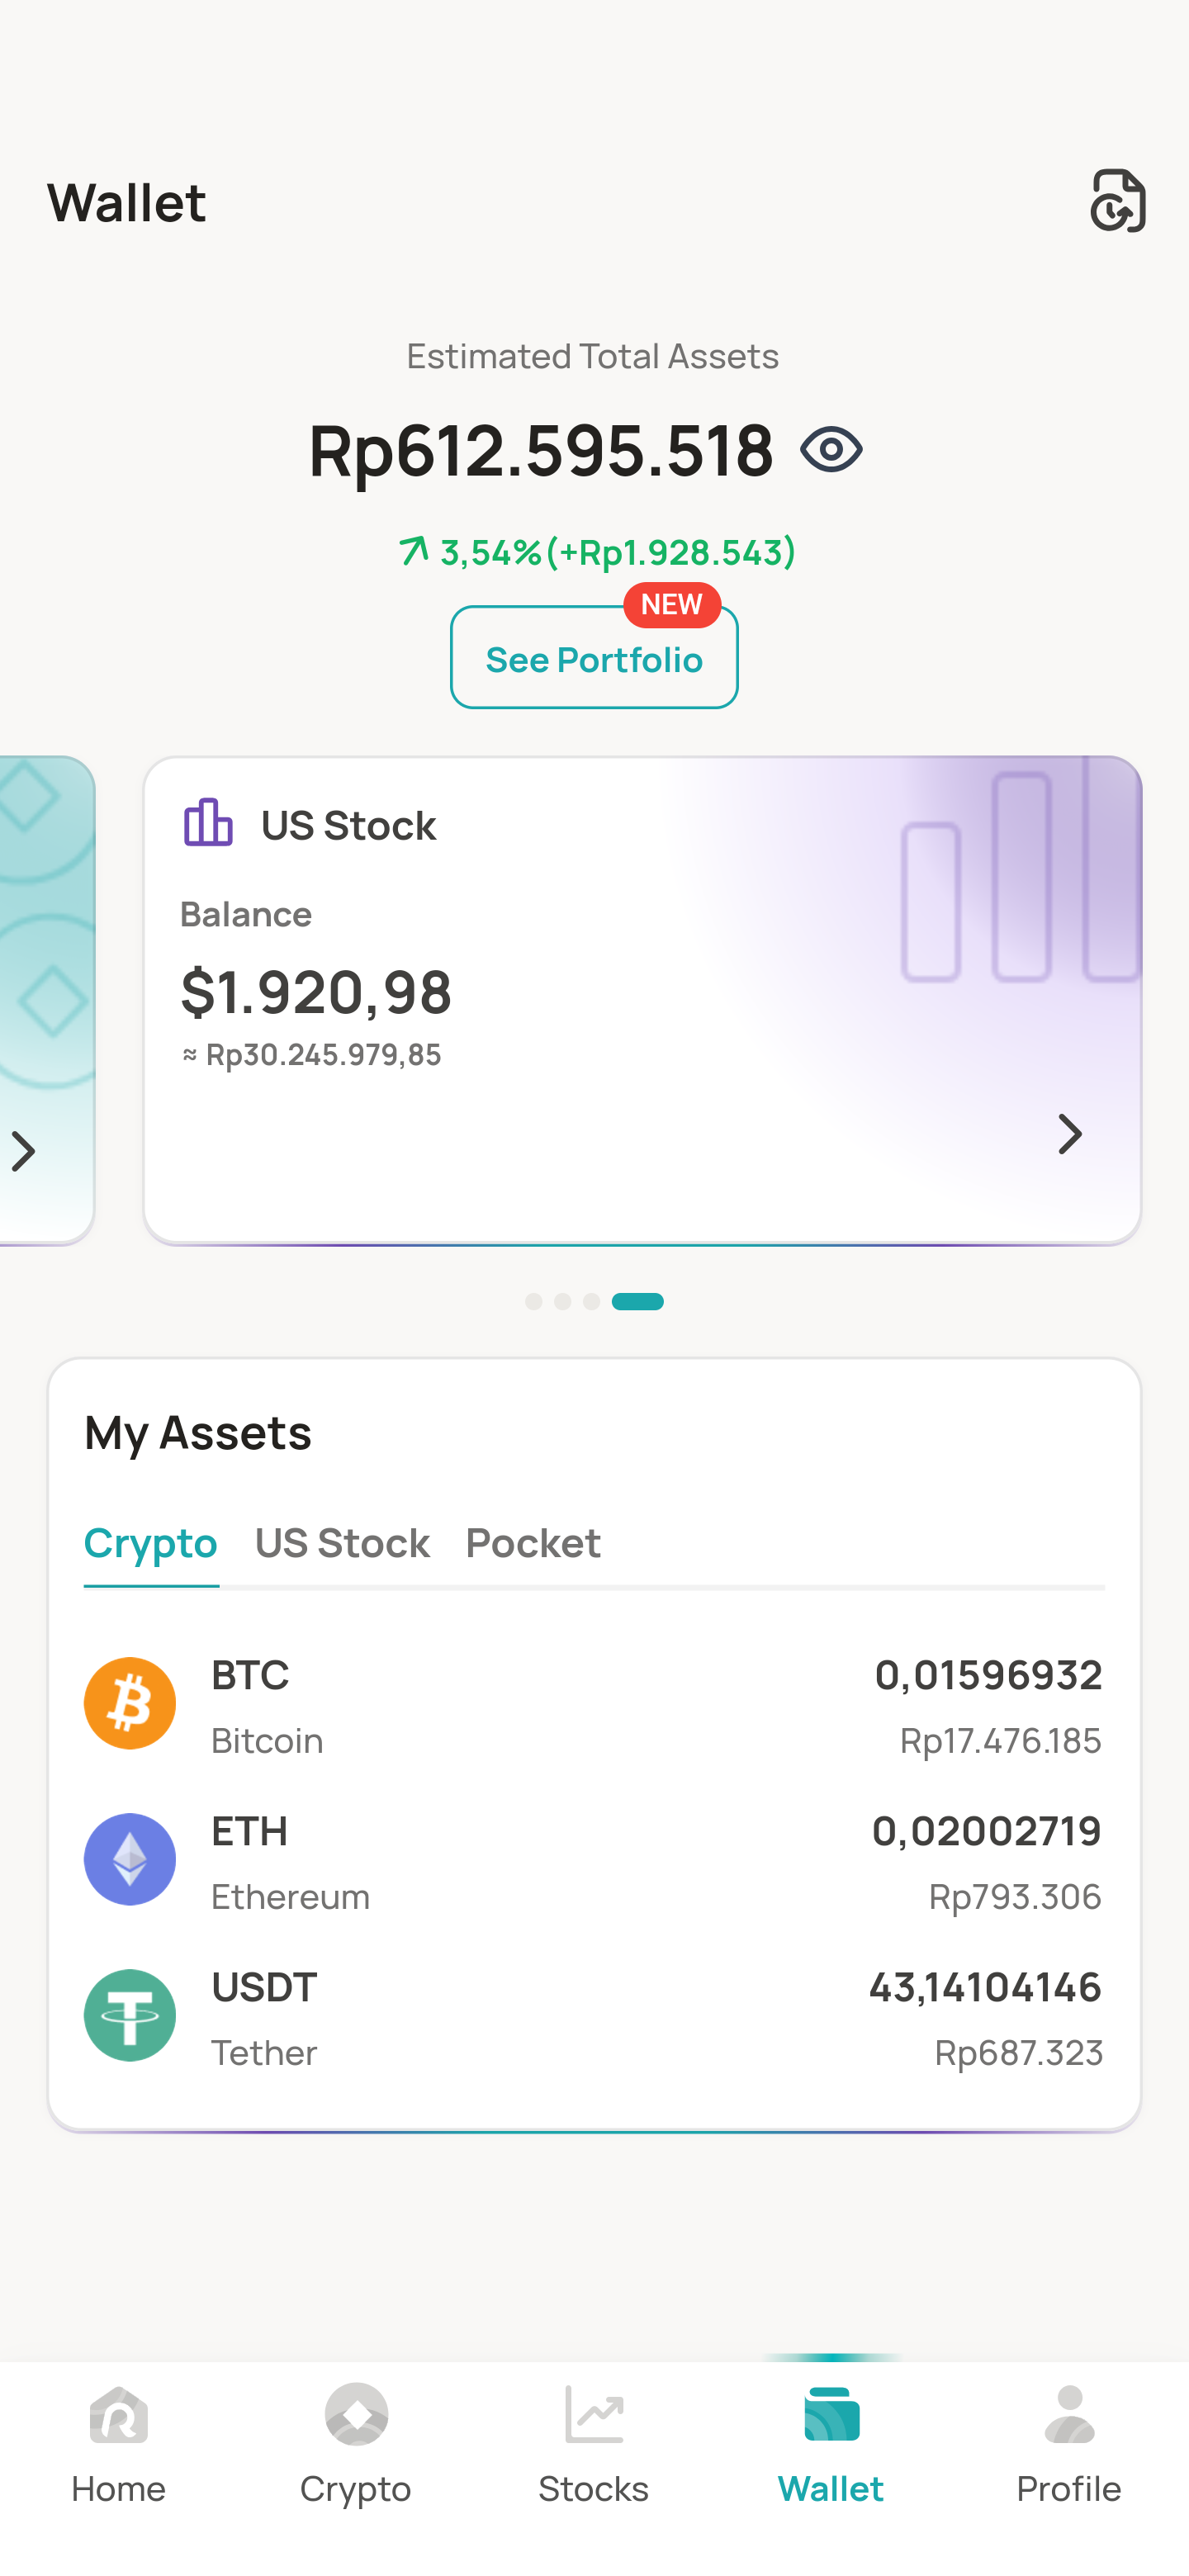 Wallet
Estimated Total Assets
Rp612.595.518
3,54%(+Rp1.928.543)
NEW
See Portfolio
US Stock
Balance
$1.920,98
≈ Rp30.245.979,85
My Assets
Crypto US Stock Pocket
BTC 0,01596932
Bitcoin Rp17.476.185
ETH 0,02002719
Ethereum Rp793.306
USDT 43,14104146
Tether Rp687.323
Home Crypto Stocks Wallet Profile